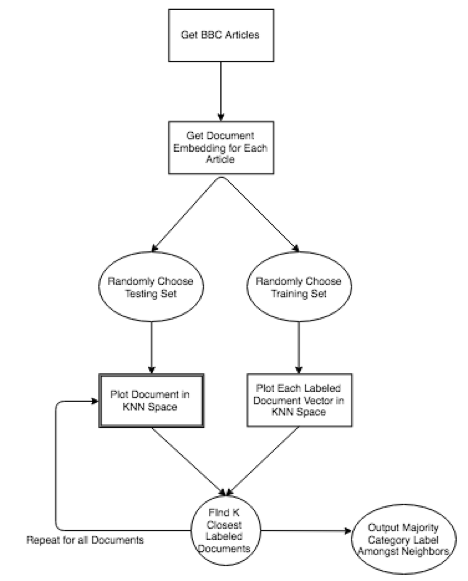 Get BBC Articles
Get Document
Embedding for Each
Article
Randomly Choose
Testing Set
Randomly Choose
Training Set
Plot Document in
KNN Space
Plot Each Labeled
Document Vector in
KNN Space
FInd K
Closest
Labeled
Documents
Repeat for all Documents
Output Majority
Category Label
Amongst Neighbors